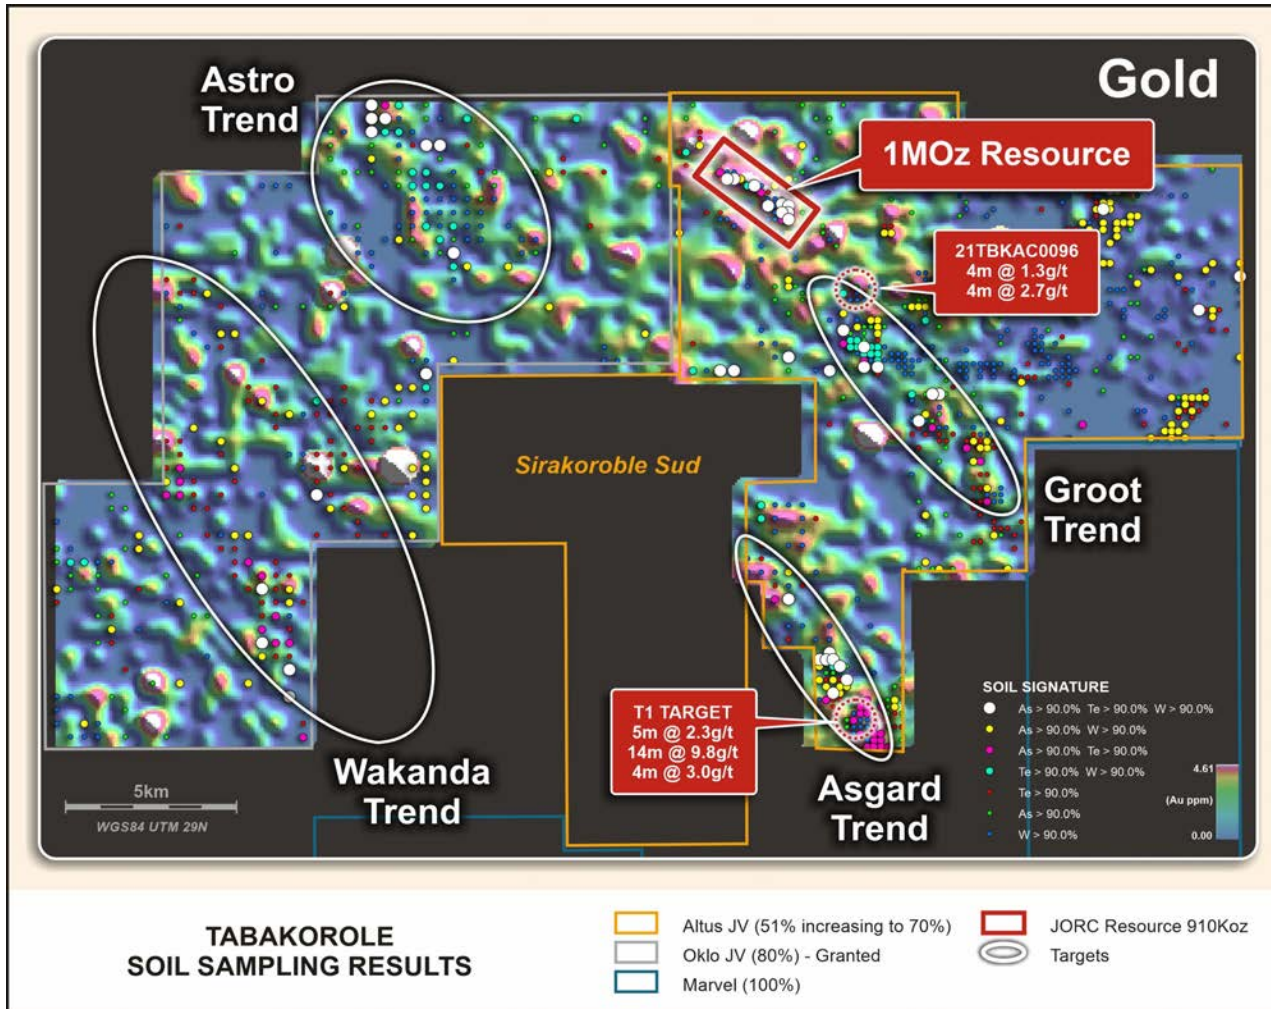 Gold
Astro
Trend
1MOz Resource
21TBKAC0096
4m @ 1.3g/t
4m @ 2.7g/t
Sirakoroble Sud
Groot
Trend
T1 TARGET
5m @ 2.3g/t
14m @ 9.8g/t
4m @ 3.0g/t
Wakanda
Trend
Asgard
Trend
5km
WGS84 UTM 29N
SOIL SIGNATURE
As > 90.0% Te > 90.0% W > 90.0%
As > 90.0% W > 90.0%
As > 90.0% Te > 90.0%
Te > 90.0% W > 90.0%
Te > 90.0%
As > 90.0%
W > 90.0%
4.61
(Au ppm)
0.00
TABAKOROLE
SOIL SAMPLING RESULTS
Altus JV (51% increasing to 70%)
Oklo JV (80%) - Granted
Marvel (100%)
JORC Resource 910Koz
Targets